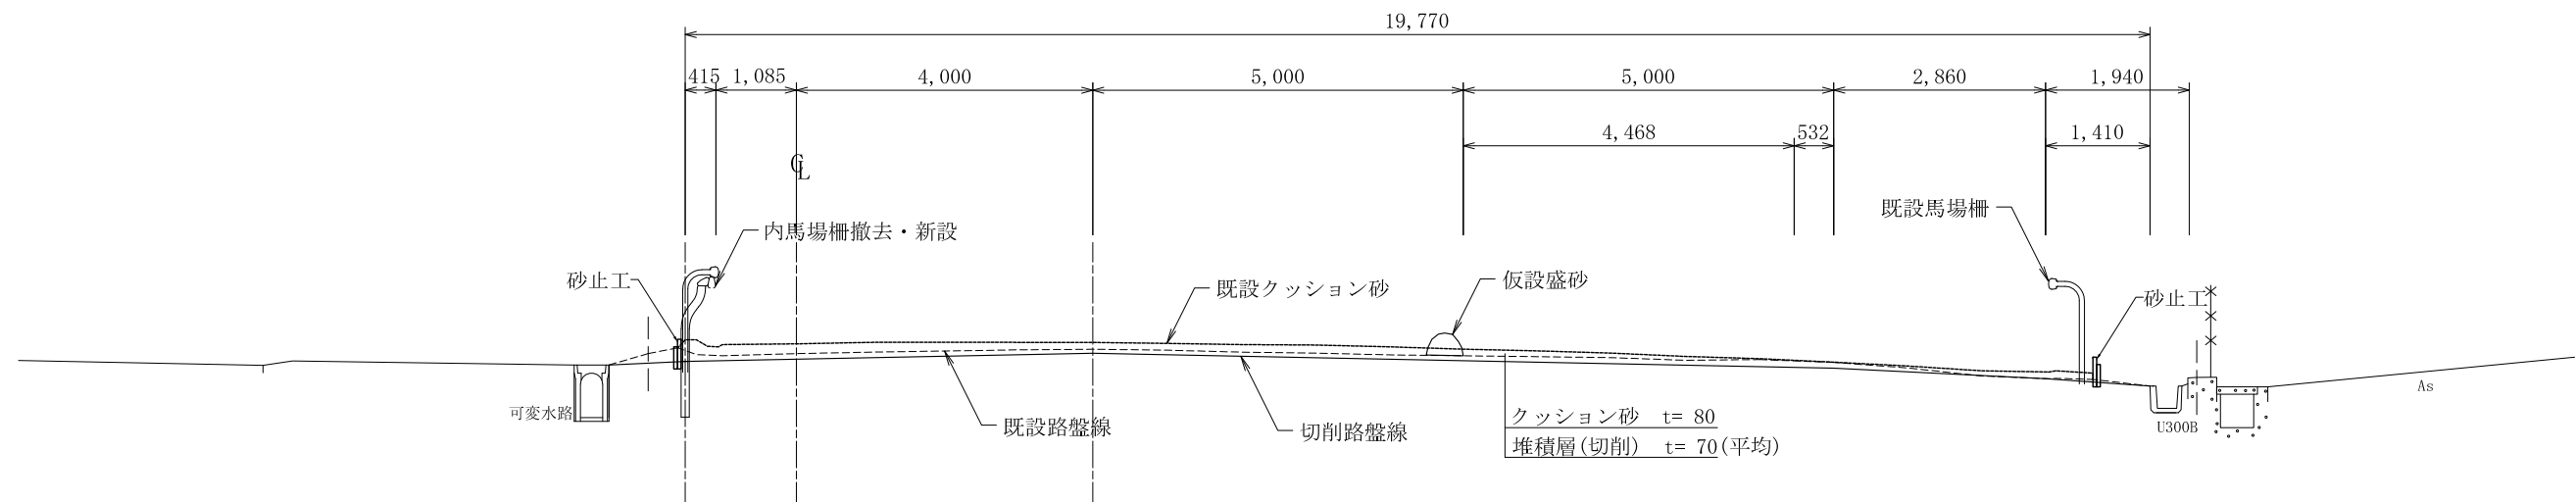 19,770
415 1,085 4,000 5,000 5,000 2,860 1,940
4,468 532 1,410
CL
既設馬場柵
内馬場柵撤去・新設
砂止工
既設クッション砂
仮設盛砂
砂止工
可変水路
既設路盤線
切削路盤線
クッション砂 t= 80
堆積層(切削) t= 70(平均)
As
U300B